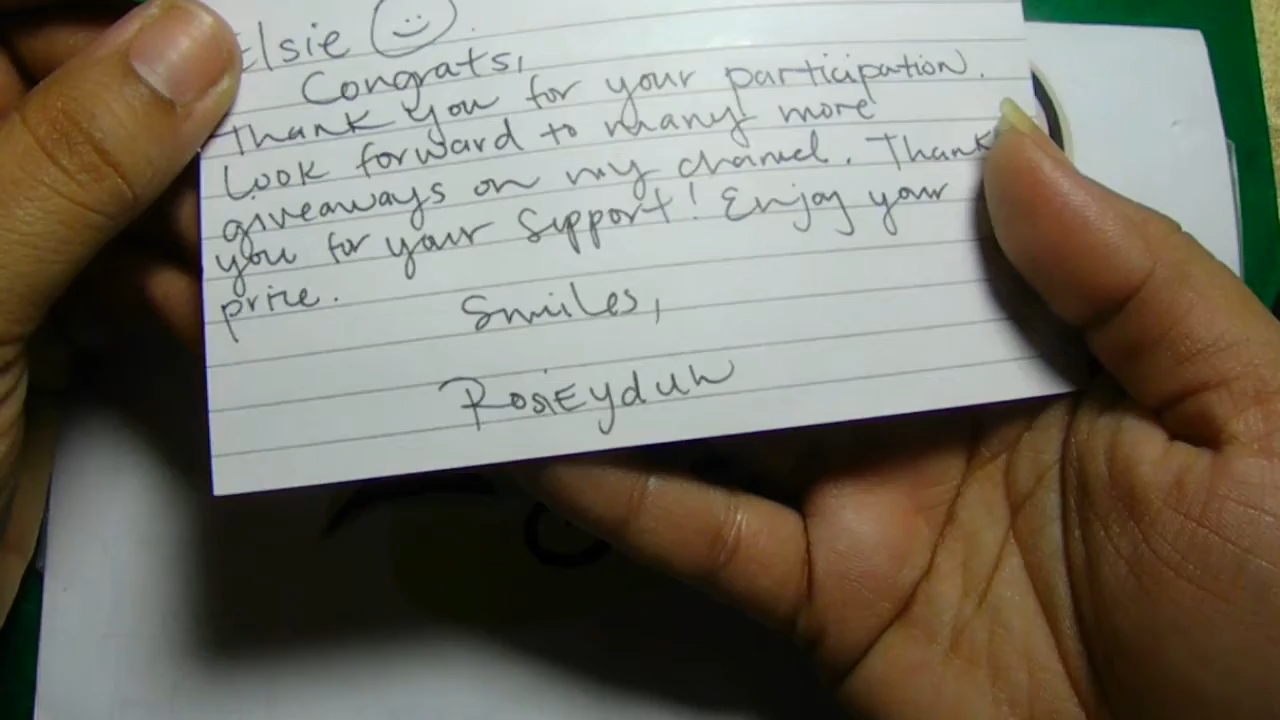 Elsie
Congrats,
Thank you for your participation.
Look forward to many more
giveaways on my channel. Thank
you for your support! Enjoy your
prize.
Smiles,
RosiEyduh